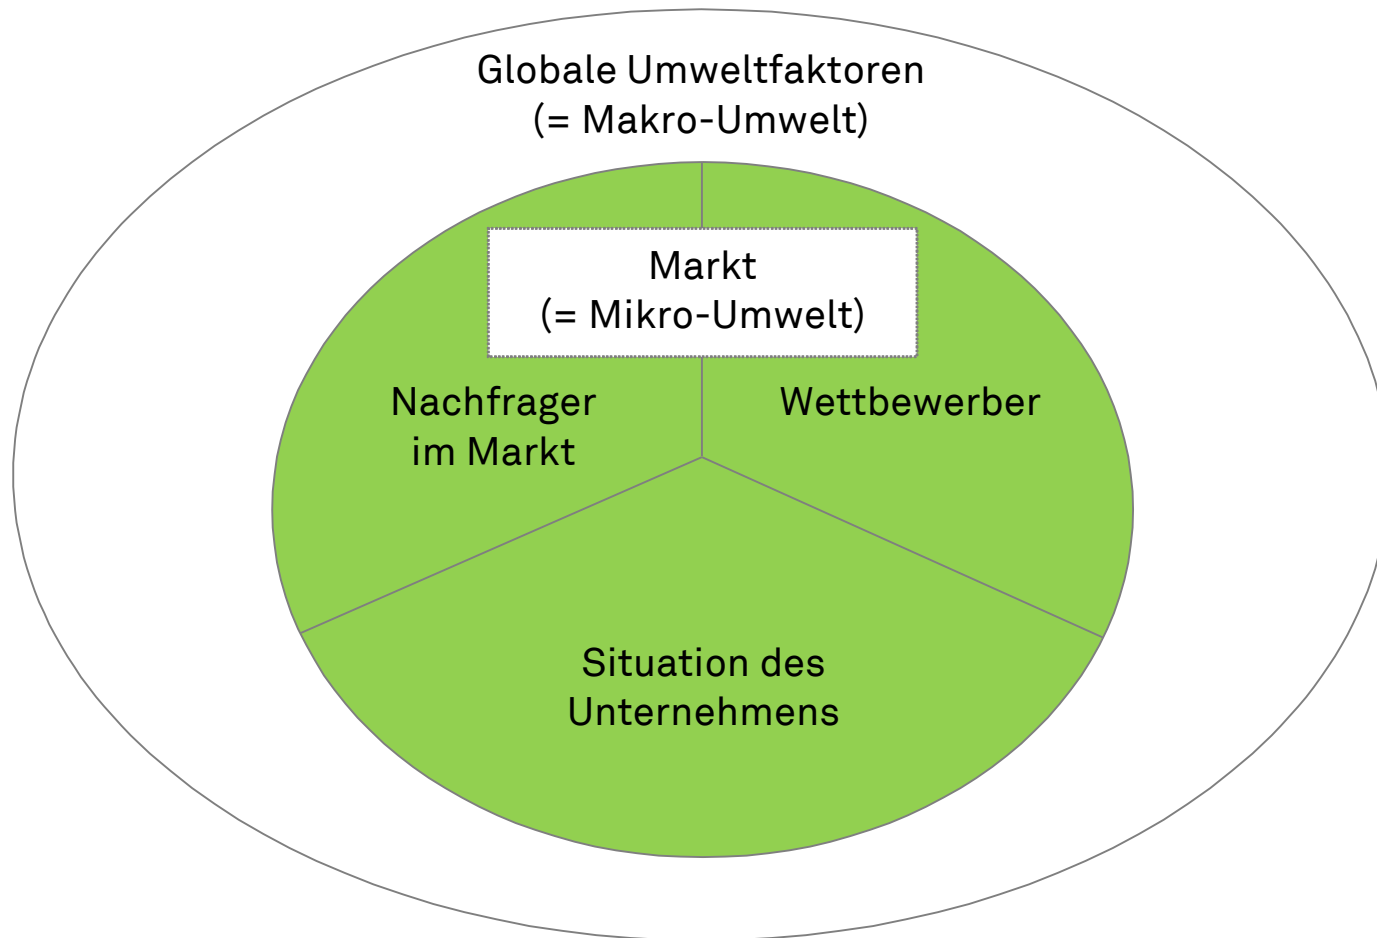 Globale Umweltfaktoren
(= Makro-Umwelt)
Markt
(= Mikro-Umwelt)
Nachfrager
im Markt
Wettbewerber
Situation des
Unternehmens